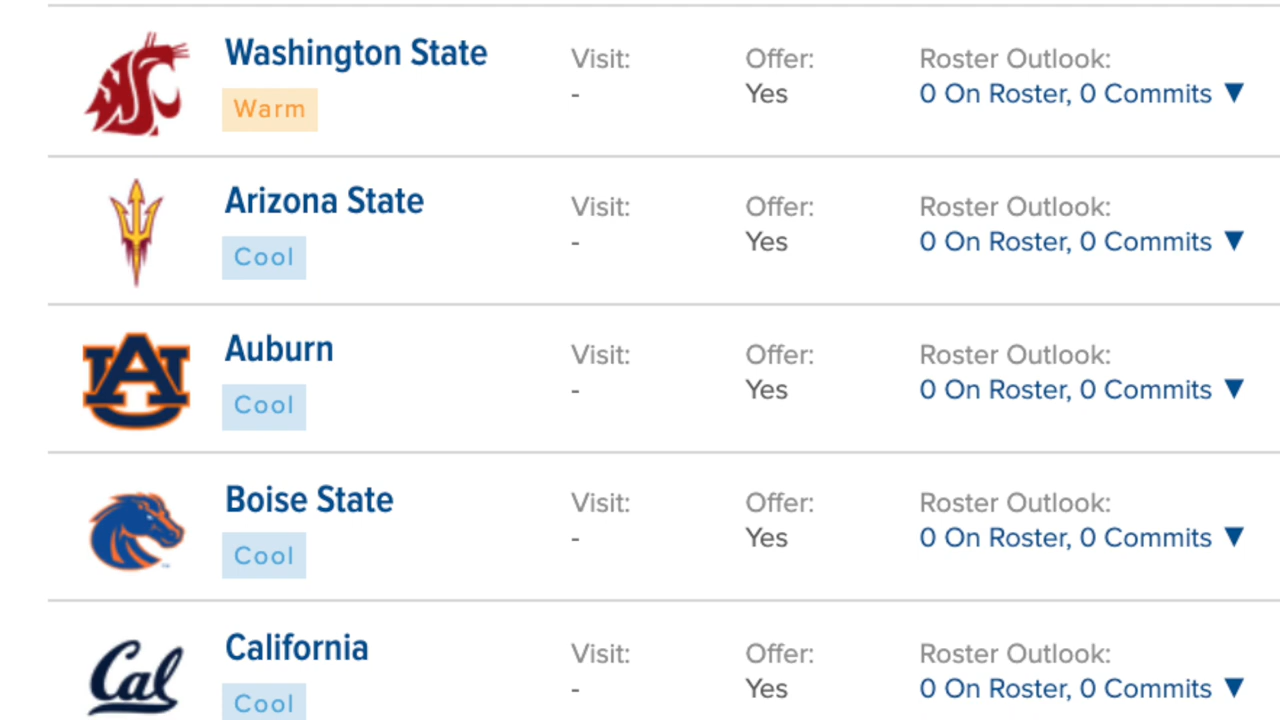 Washington State
Warm
Visit:
-
Offer:
Yes
Roster Outlook:
0 On Roster, 0 Commits ▼
Arizona State
Cool
Visit:
-
Offer:
Yes
Roster Outlook:
0 On Roster, 0 Commits ▼
AU
Auburn
Cool
Visit:
-
Offer:
Yes
Roster Outlook:
0 On Roster, 0 Commits ▼
Boise State
Cool
Visit:
-
Offer:
Yes
Roster Outlook:
0 On Roster, 0 Commits ▼
Cal
California
Cool
Visit:
-
Offer:
Yes
Roster Outlook:
0 On Roster, 0 Commits ▼